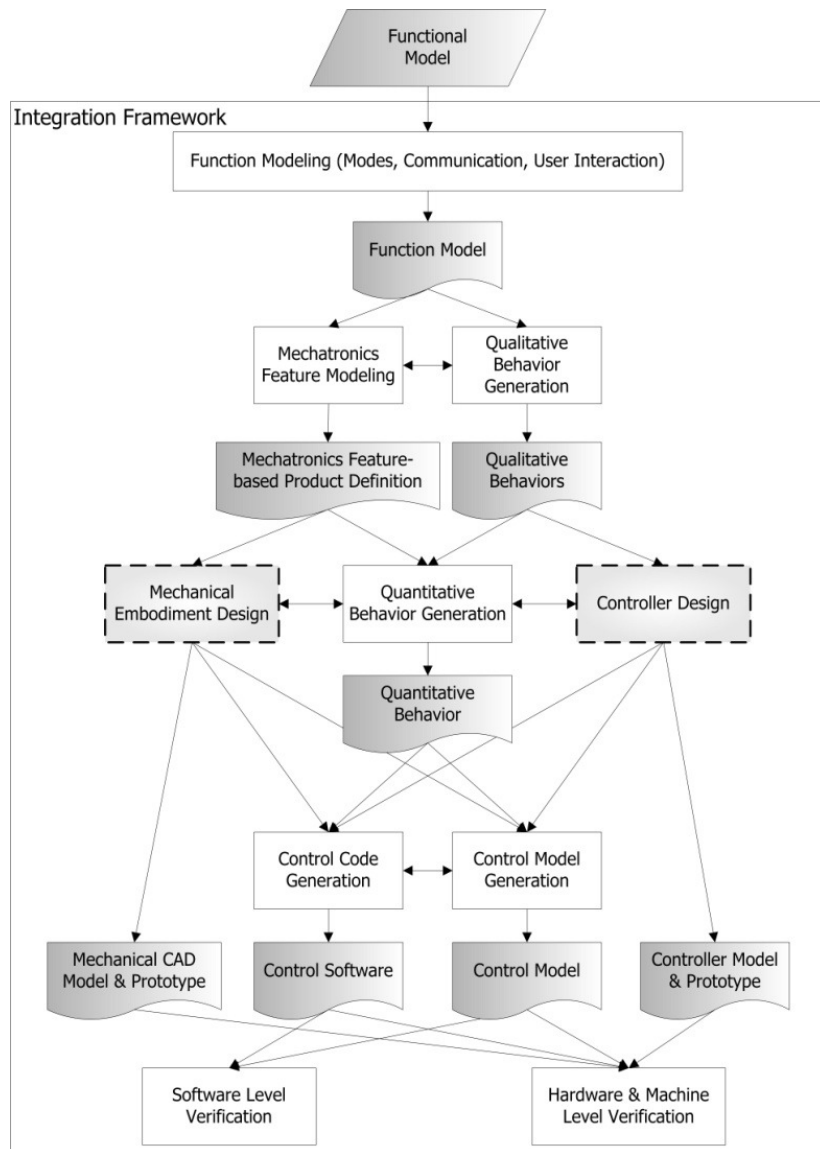 Functional
Model
Integration Framework
Function Modeling (Modes, Communication, User Interaction)
Function Model
Mechatronics
Feature Modeling
Qualitative
Behavior
Generation
Mechatronics Feature-
based Product Definition
Qualitative
Behaviors
Mechanical
Embodiment Design
Quantitative
Behavior Generation
Controller Design
Quantitative
Behavior
Control Code
Generation
Control Model
Generation
Mechanical CAD
Model & Prototype
Control Software
Control Model
Controller Model
& Prototype
Software Level
Verification
Hardware & Machine
Level Verification